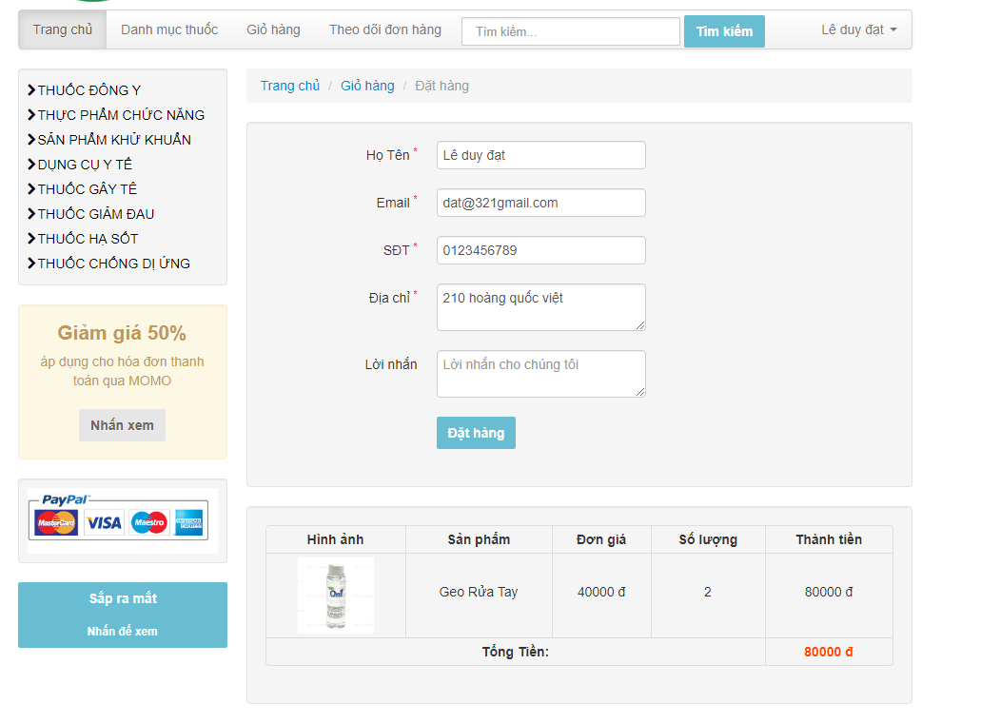 Trang chủ Danh mục thuốc Giỏ hàng Theo dõi đơn hàng Tìm kiếm... Tìm kiếm Lê duy đạt
THUỐC ĐÔNG Y
THỰC PHẨM CHỨC NĂNG
SẢN PHẨM KHỬ KHUẨN
DỤNG CỤ Y TẾ
THUỐC GÂY TÊ
THUỐC GIẢM ĐAU
THUỐC HẠ SỐT
THUỐC CHỐNG DỊ ỨNG
Giảm giá 50%
áp dụng cho hóa đơn thanh
toán qua MOMO
Nhấn xem
PayPal
MasterCard VISA Maestro
Sắp ra mắt
Nhấn để xem
Trang chủ / Giỏ hàng / Đặt hàng
Họ Tên * Lê duy đạt
Email * dat@321gmail.com
SĐT * 0123456789
Địa chỉ * 210 hoàng quốc việt
Lời nhắn Lời nhắn cho chúng tôi
Đặt hàng
Hình ảnh Sản phẩm Đơn giá Số lượng Thành tiền
On1 Geo Rửa Tay 40000 đ 2 80000 đ
Tổng Tiền: 80000 đ